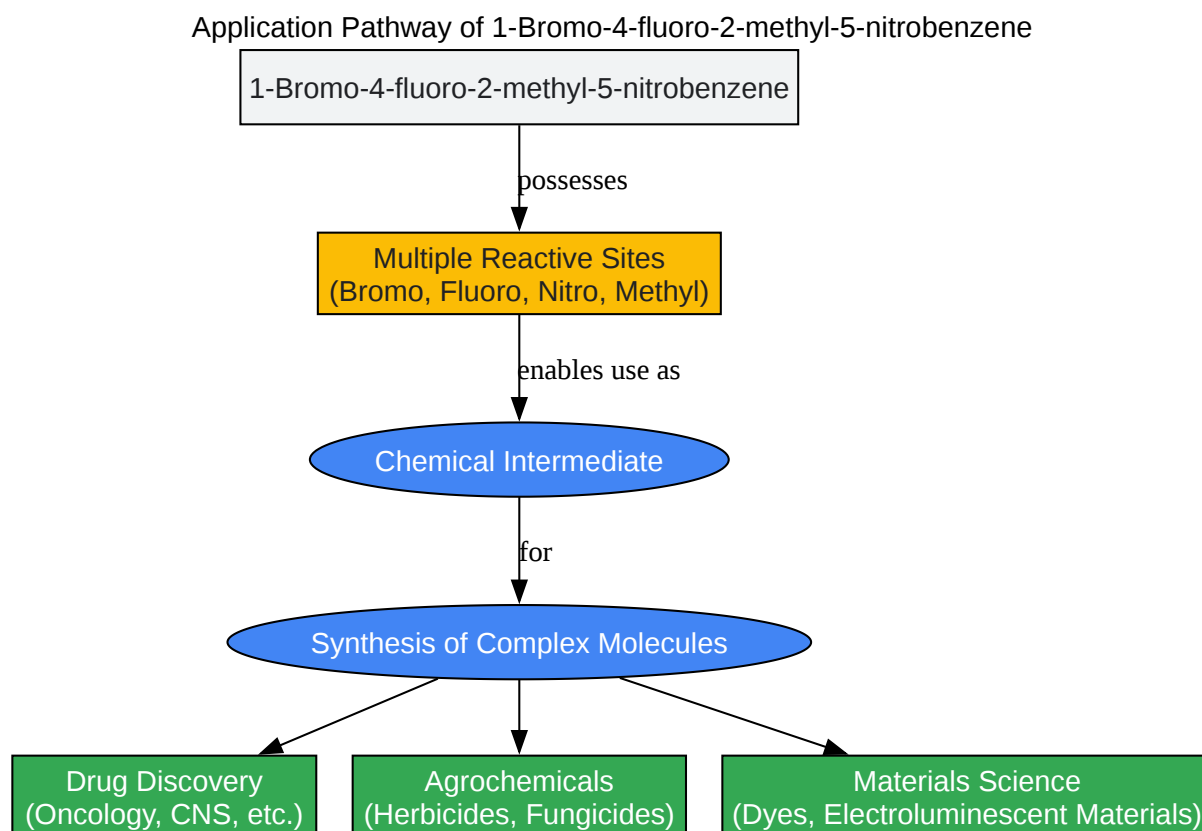 Application Pathway of 1-Bromo-4-fluoro-2-methyl-5-nitrobenzene
1-Bromo-4-fluoro-2-methyl-5-nitrobenzene
possesses
Multiple Reactive Sites
(Bromo, Fluoro, Nitro, Methyl)
enables use as
Chemical Intermediate
for
Synthesis of Complex Molecules
Drug Discovery
(Oncology, CNS, etc.)
Agrochemicals
(Herbicides, Fungicides)
Materials Science
(Dyes, Electroluminescent Materials)